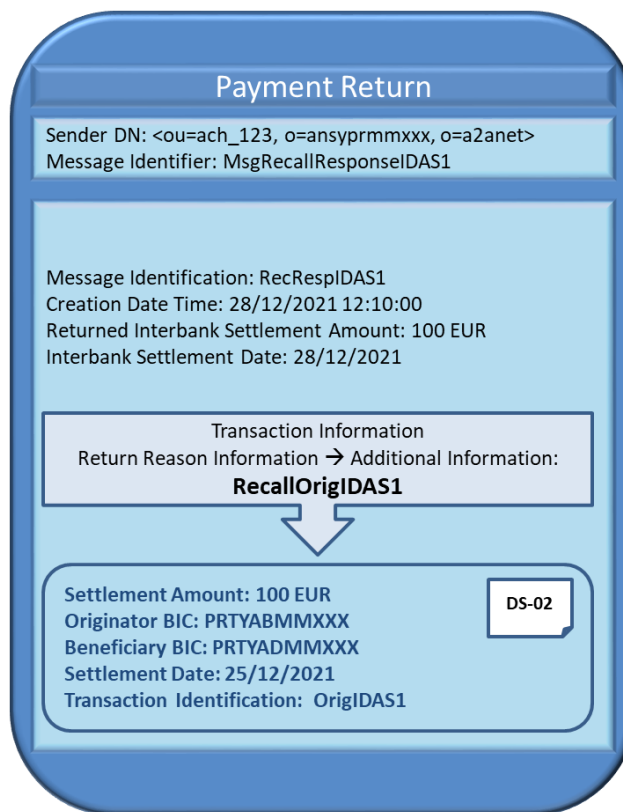 Payment Return
Sender DN: <ou=ach_123, o=ansyprmmxxx, o=a2anet>
Message Identifier: MsgRecallResponseIDAS1
Message Identification: RecRespIDAS1
Creation Date Time: 28/12/2021 12:10:00
Returned Interbank Settlement Amount: 100 EUR
Interbank Settlement Date: 28/12/2021
Transaction Information
Return Reason Information → Additional Information:
RecallOrigIDAS1
Settlement Amount: 100 EUR
Originator BIC: PRTYABMMXXX
Beneficiary BIC: PRTYADMMXXX
Settlement Date: 25/12/2021
Transaction Identification: OrigIDAS1
DS-02